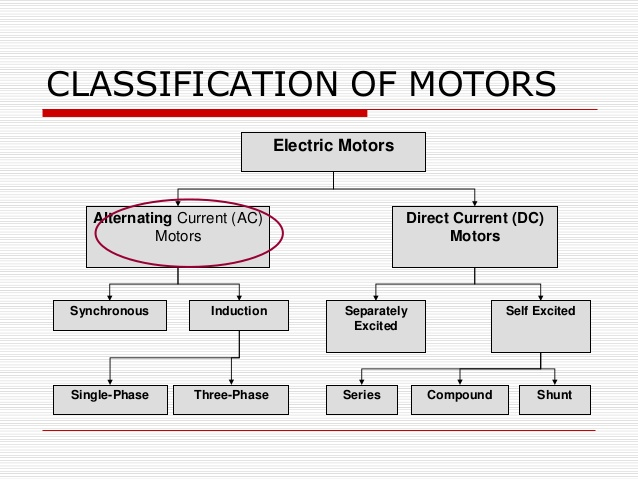 CLASSIFICATION OF MOTORS
Electric Motors
Alternating Current (AC)
Motors
Direct Current (DC)
Motors
Synchronous
Induction
Separately
Excited
Self Excited
Single-Phase
Three-Phase
Series
Compound
Shunt